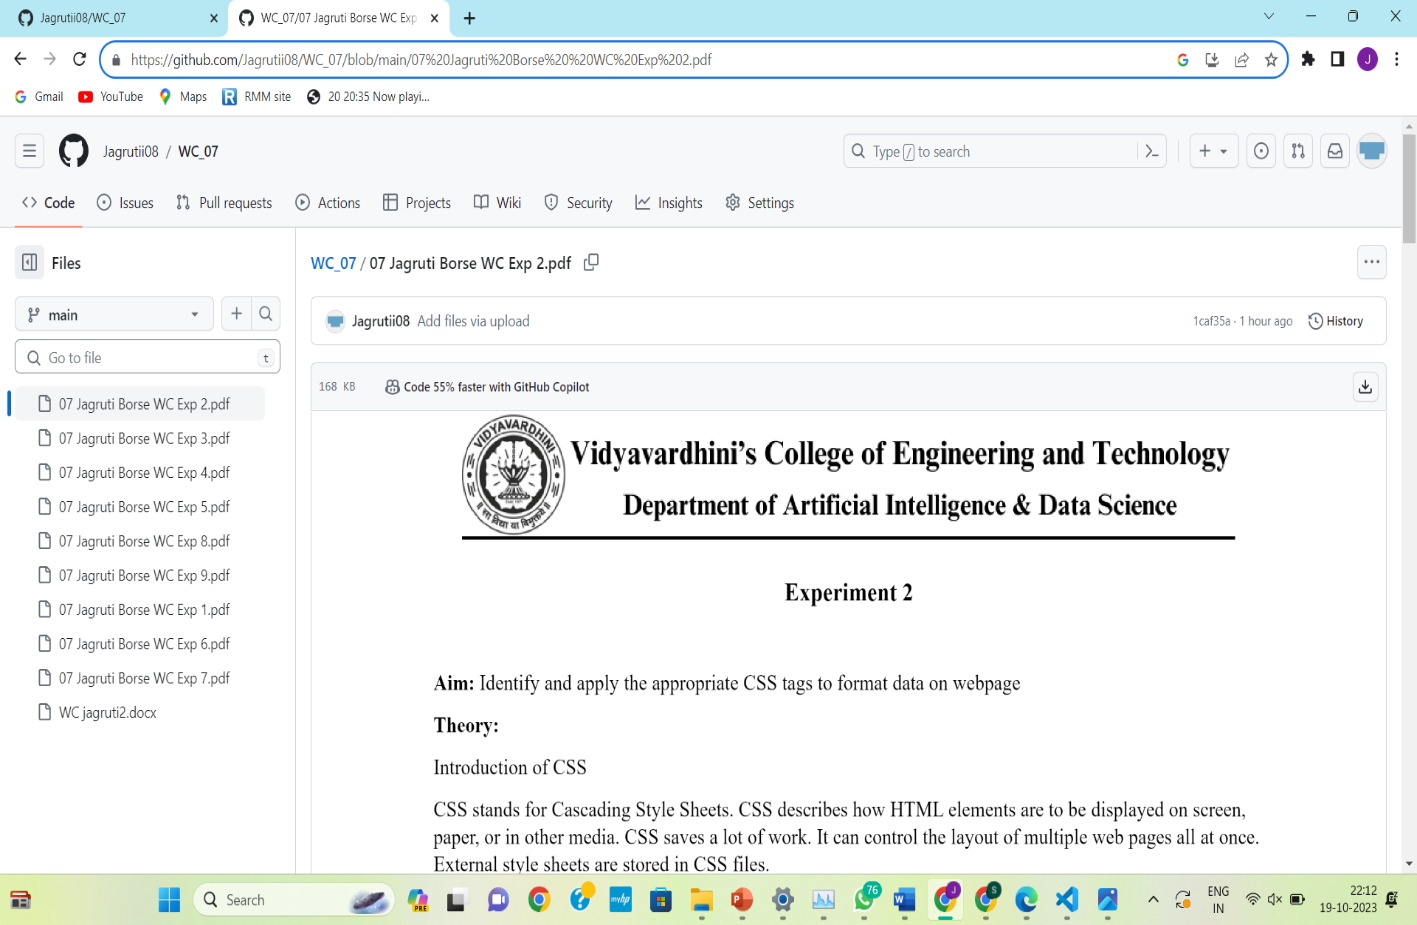 Jagrutii08/WC_07
WC_07/07 Jagruti Borse WC Exp
https://github.com/Jagrutii08/WC_07/blob/main/07%20Jagruti%20Borse%20%20WC%20Exp%202.pdf
J
Gmail
YouTube
Maps
RMM site
20 20:35 Now playi...
Jagrutii08 / WC_07
Type / to search
Code
Issues
Pull requests
Actions
Projects
Wiki
Security
Insights
Settings
Files
main
Go to file
t
07 Jagruti Borse WC Exp 2.pdf
07 Jagruti Borse WC Exp 3.pdf
07 Jagruti Borse WC Exp 4.pdf
07 Jagruti Borse WC Exp 5.pdf
07 Jagruti Borse WC Exp 8.pdf
07 Jagruti Borse WC Exp 9.pdf
07 Jagruti Borse WC Exp 1.pdf
07 Jagruti Borse WC Exp 6.pdf
07 Jagruti Borse WC Exp 7.pdf
WC jagruti2.docx
WC_07 / 07 Jagruti Borse WC Exp 2.pdf
Jagrutii08 Add files via upload
1caf35a · 1 hour ago
History
168 KB
Code 55% faster with GitHub Copilot
VIDYAVARDHINI
Vidyavardhini's College of Engineering and Technology
Department of Artificial Intelligence & Data Science
Experiment 2
Aim: Identify and apply the appropriate CSS tags to format data on webpage
Theory:
Introduction of CSS
CSS stands for Cascading Style Sheets. CSS describes how HTML elements are to be displayed on screen,
paper, or in other media. CSS saves a lot of work. It can control the layout of multiple web pages all at once.
External style sheets are stored in CSS files.
Search
PRE
myhp
76
J
S
ENG
IN
22:12
19-10-2023